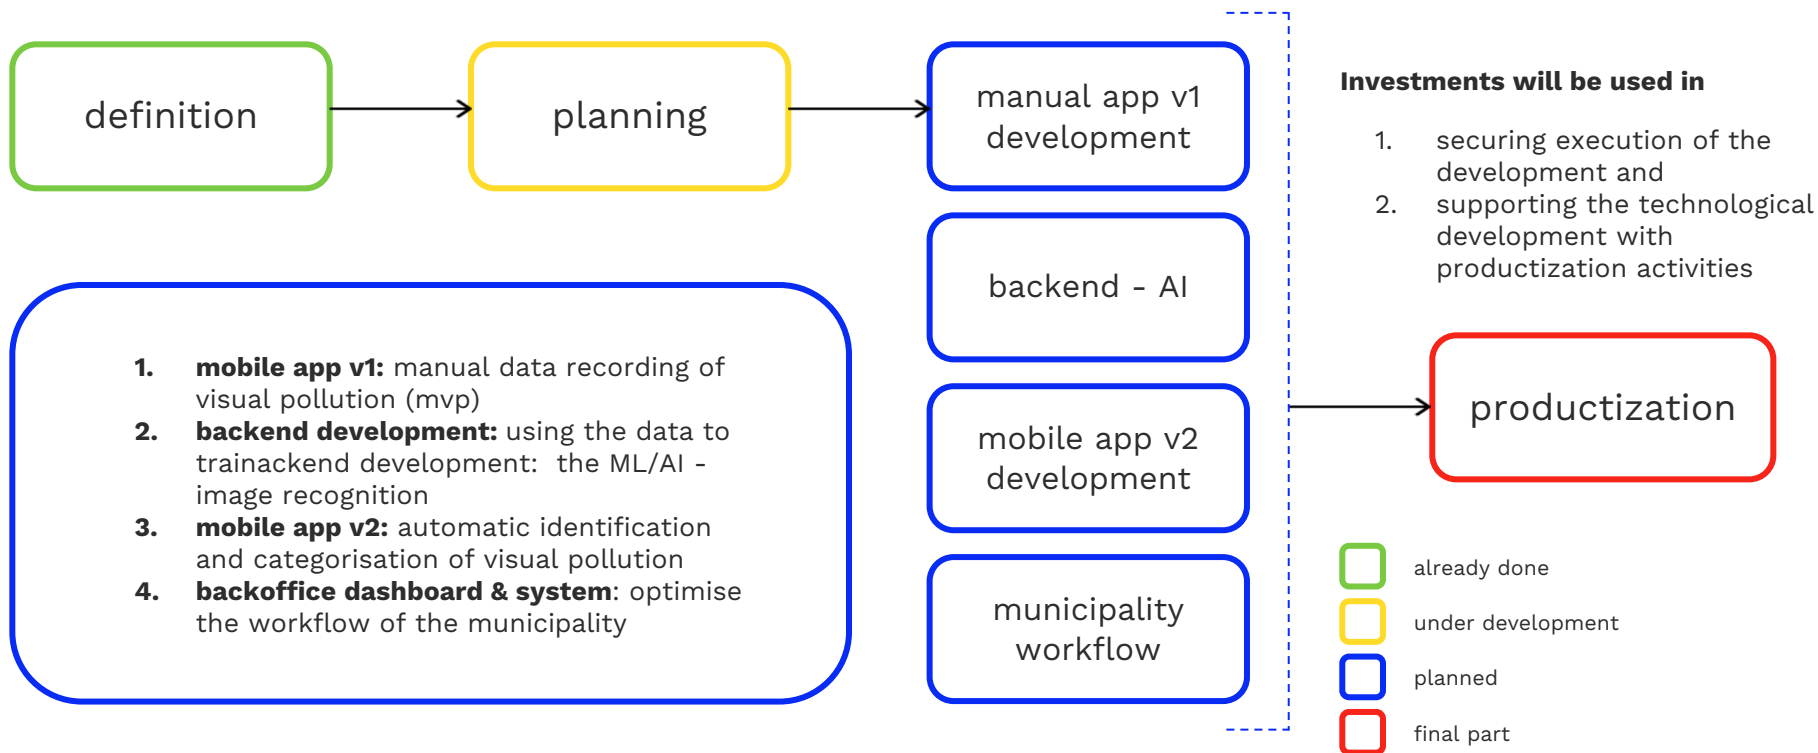 definition
planning
manual app v1
development
backend - AI
mobile app v2
development
municipality
workflow
1. mobile app v1: manual data recording of
visual pollution (mvp)
2. backend development: using the data to
trainackend development:  the ML/AI -
image recognition
3. mobile app v2: automatic identification
and categorisation of visual pollution
4. backoffice dashboard & system: optimise
the workflow of the municipality
Investments will be used in
1. securing execution of the
development and
2. supporting the technological
development with
productization activities
productization
already done
under development
planned
final part